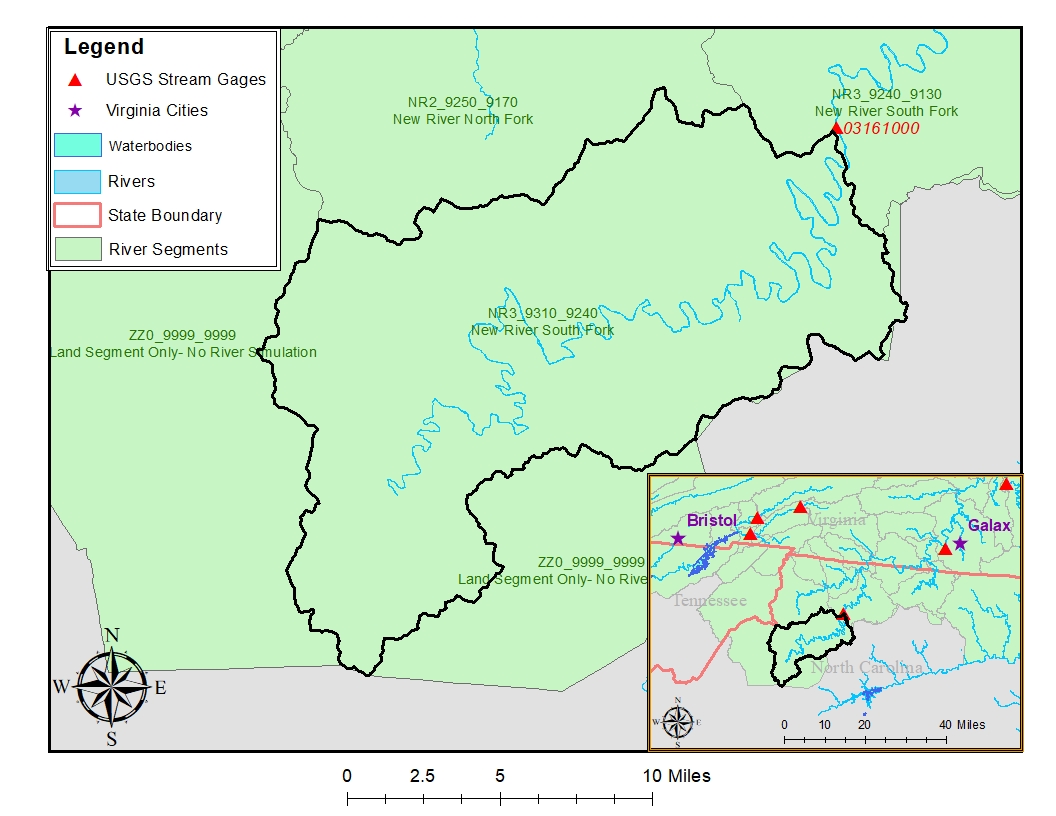 Legend
USGS Stream Gages
Virginia Cities
Waterbodies
Rivers
State Boundary
River Segments
NR2_9250_9170
New River North Fork
NR3_9240_9130
New River South Fork
03161000
NR3_9310_9240
New River South Fork
ZZ0_9999_9999
Land Segment Only- No River Simulation
ZZ0_9999_9999
Land Segment Only- No Rive
N
W
E
S
Bristol
Virginia
Galax
Tennessee
North Carolina
N
W
E
S
0 10 20 40 Miles
0 2.5 5 10 Miles